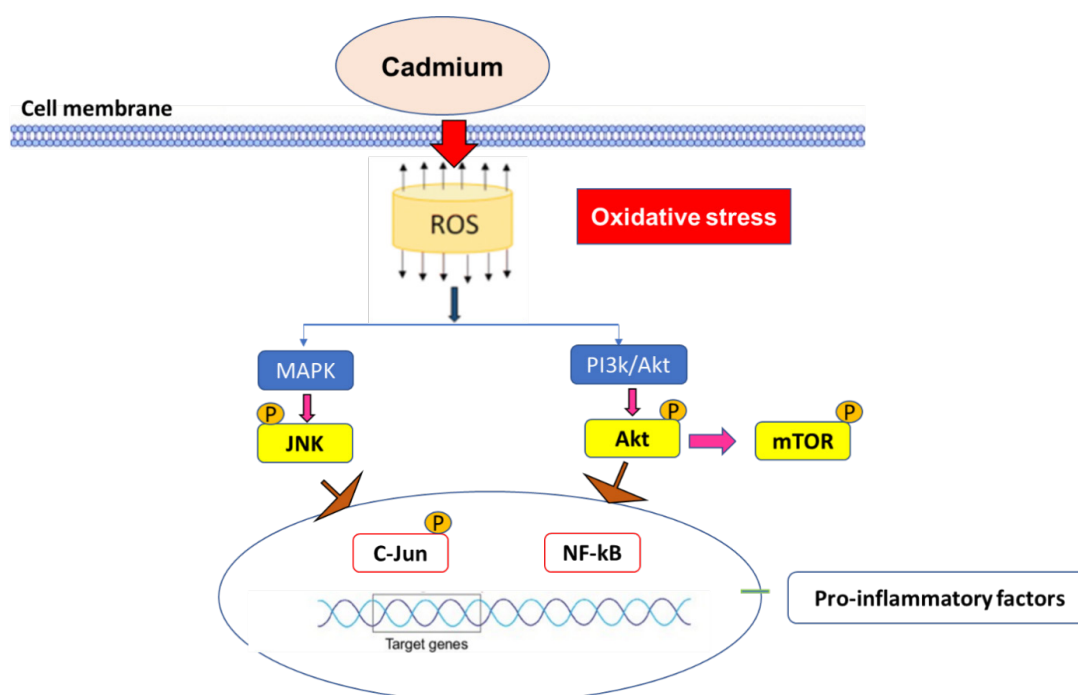 Cadmium
Cell membrane
ROS
Oxidative stress
MAPK
PI3k/Akt
P
JNK
P
Akt
P
mTOR
P
C-Jun
NF-kB
Pro-inflammatory factors
Target genes